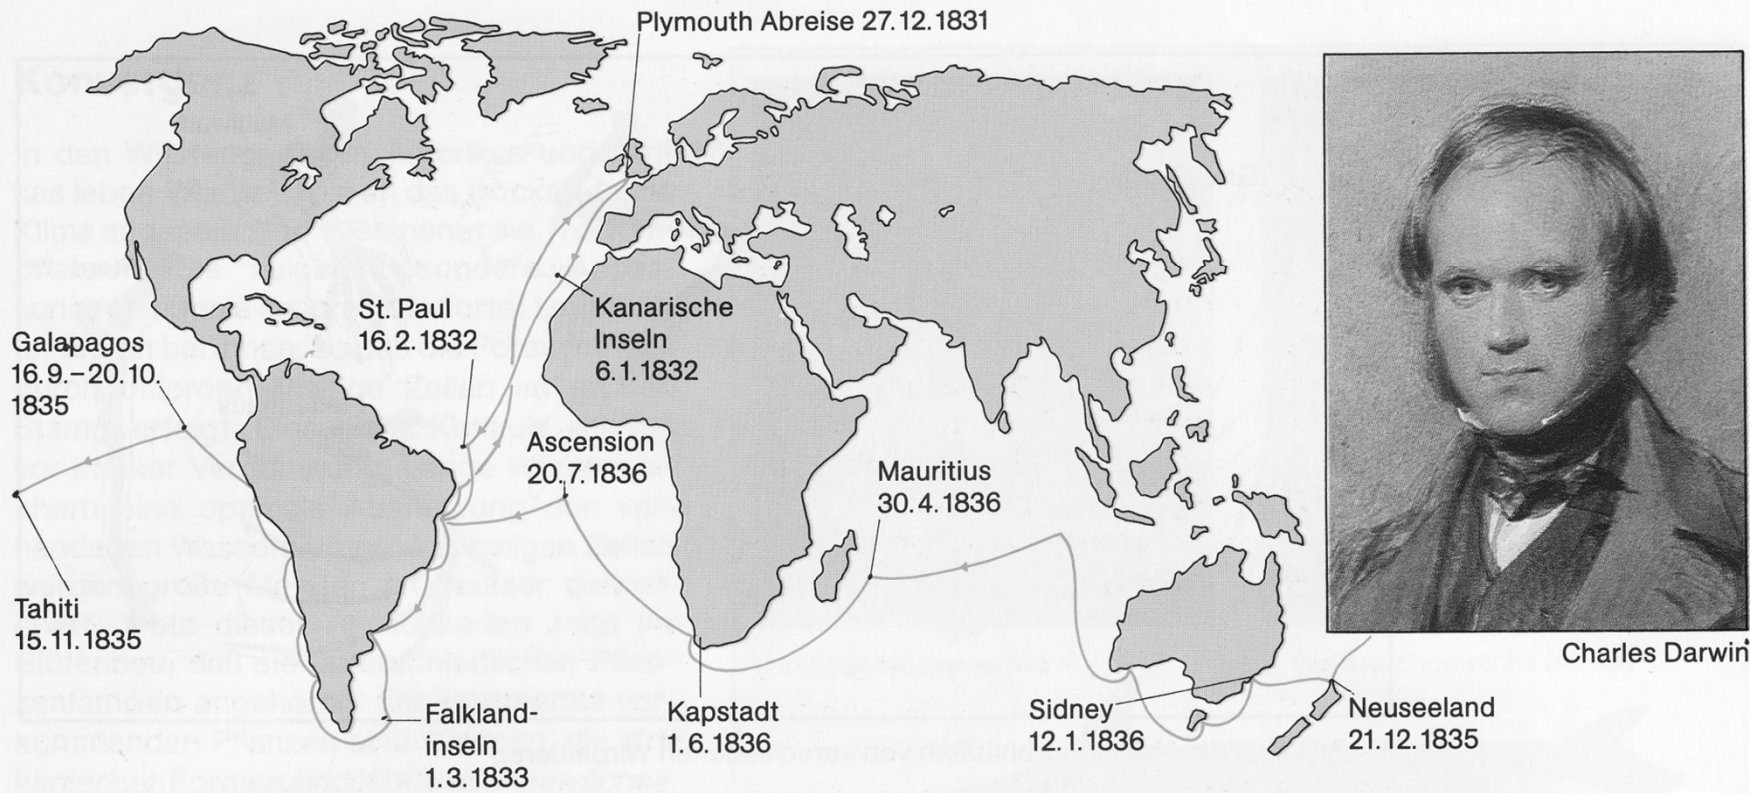 Plymouth Abreise 27.12.1831
St. Paul
16.2.1832
Kanarische
Inseln
6.1.1832
Galapagos
16.9.–20.10.
1835
Ascension
20.7.1836
Mauritius
30.4.1836
Tahiti
15.11.1835
Falkland-
inseln
1.3.1833
Kapstadt
1.6.1836
Sidney
12.1.1836
Neuseeland
21.12.1835
Charles Darwin